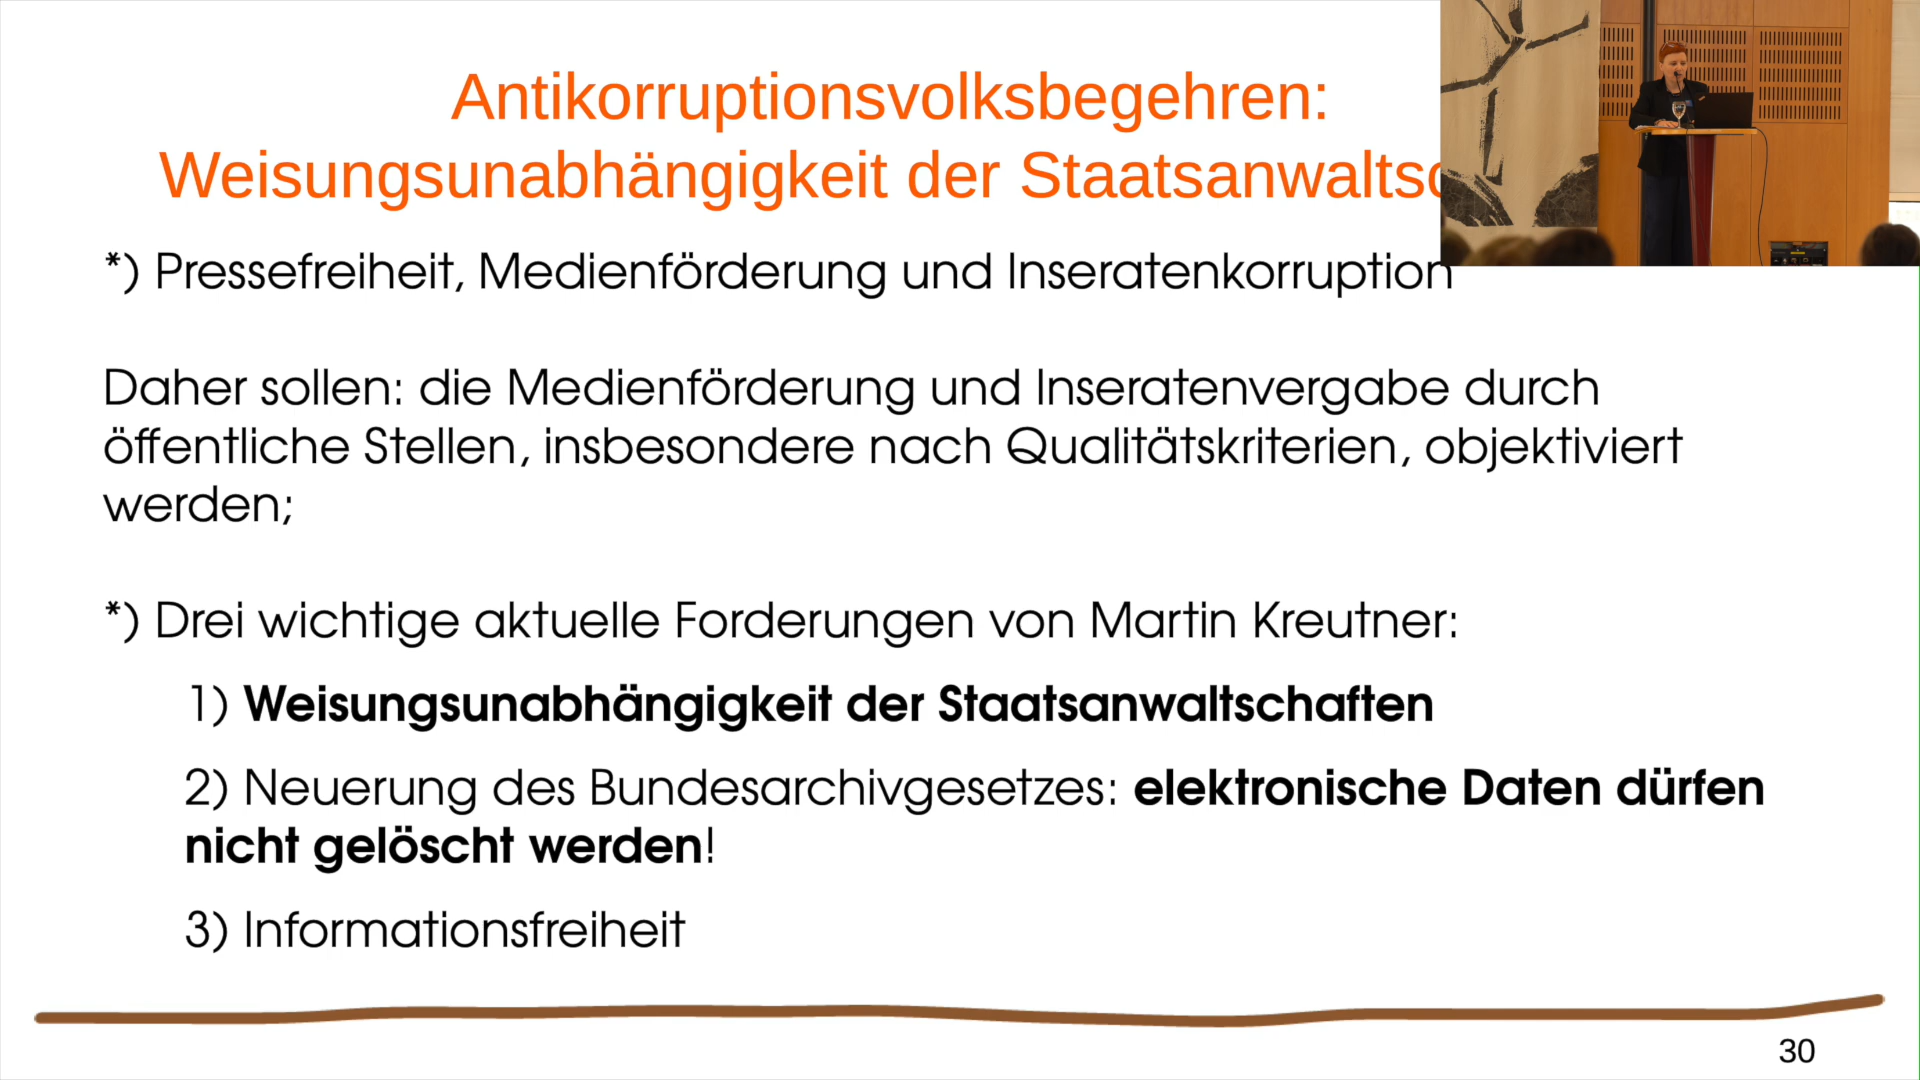 Antikorruptionsvolksbegehren:
Weisungsunabhängigkeit der
*) Pressefreiheit, Medienförderung und Inseratenkorruption
Daher sollen: die Medienförderung und Inseratenvergabe durch
öffentliche Stellen, insbesondere nach Qualitätskriterien, objektiviert
werden;
*) Drei wichtige aktuelle Forderungen von Martin Kreutner:
1) Weisungsunabhängigkeit der Staatsanwaltschaften
2) Neuerung des Bundesarchivgesetzes: elektronische Daten dürfen
nicht gelöscht werden!
3) Informationsfreiheit
30